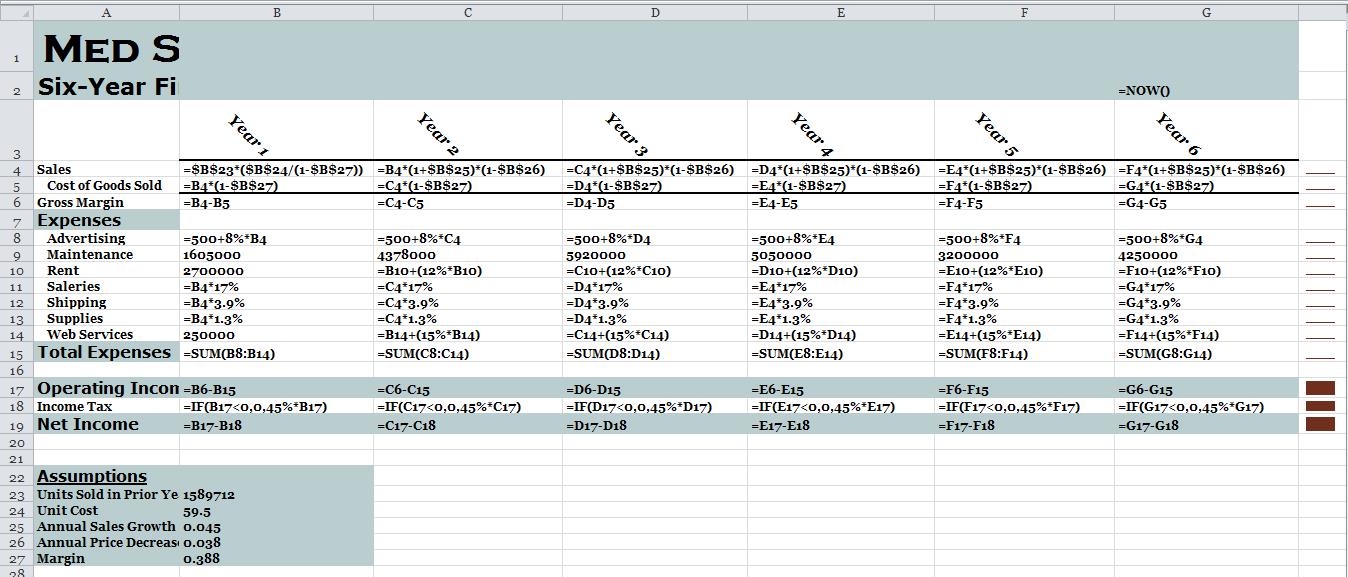 A B C D E F G
1 MED S
2 Six-Year Fi =NOW()
3 Year 1 Year 2 Year 3 Year 4 Year 5 Year 6
4 Sales =$B$23*($B$24/(1-$B$27)) =B4*(1+$B$25)*(1-$B$26) =C4*(1+$B$25)*(1-$B$26) =D4*(1+$B$25)*(1-$B$26) =E4*(1+$B$25)*(1-$B$26) =F4*(1+$B$25)*(1-$B$26)
5 Cost of Goods Sold =B4*(1-$B$27) =C4*(1-$B$27) =D4*(1-$B$27) =E4*(1-$B$27) =F4*(1-$B$27) =G4*(1-$B$27)
6 Gross Margin =B4-B5 =C4-C5 =D4-D5 =E4-E5 =F4-F5 =G4-G5
7 Expenses
8 Advertising =500+8%*B4 =500+8%*C4 =500+8%*D4 =500+8%*E4 =500+8%*F4 =500+8%*G4
9 Maintenance 1605000 4378000 5920000 5050000 3200000 4250000
10 Rent 2700000 =B10+(12%*B10) =C10+(12%*C10) =D10+(12%*D10) =E10+(12%*E10) =F10+(12%*F10)
11 Saleries =B4*17% =C4*17% =D4*17% =E4*17% =F4*17% =G4*17%
12 Shipping =B4*3.9% =C4*3.9% =D4*3.9% =E4*3.9% =F4*3.9% =G4*3.9%
13 Supplies =B4*1.3% =C4*1.3% =D4*1.3% =E4*1.3% =F4*1.3% =G4*1.3%
14 Web Services 250000 =B14+(15%*B14) =C14+(15%*C14) =D14+(15%*D14) =E14+(15%*E14) =F14+(15%*F14)
15 Total Expenses =SUM(B8:B14) =SUM(C8:C14) =SUM(D8:D14) =SUM(E8:E14) =SUM(F8:F14) =SUM(G8:G14)
16
17 Operating Incom =B6-B15 =C6-C15 =D6-D15 =E6-E15 =F6-F15 =G6-G15
18 Income Tax =IF(B17<0,0,45%*B17) =IF(C17<0,0,45%*C17) =IF(D17<0,0,45%*D17) =IF(E17<0,0,45%*E17) =IF(F17<0,0,45%*F17) =IF(G17<0,0,45%*G17)
19 Net Income =B17-B18 =C17-C18 =D17-D18 =E17-E18 =F17-F18 =G17-G18
20
21
22 Assumptions
23 Units Sold in Prior Ye 1589712
24 Unit Cost 59.5
25 Annual Sales Growth 0.045
26 Annual Price Decreas 0.038
27 Margin 0.388
28